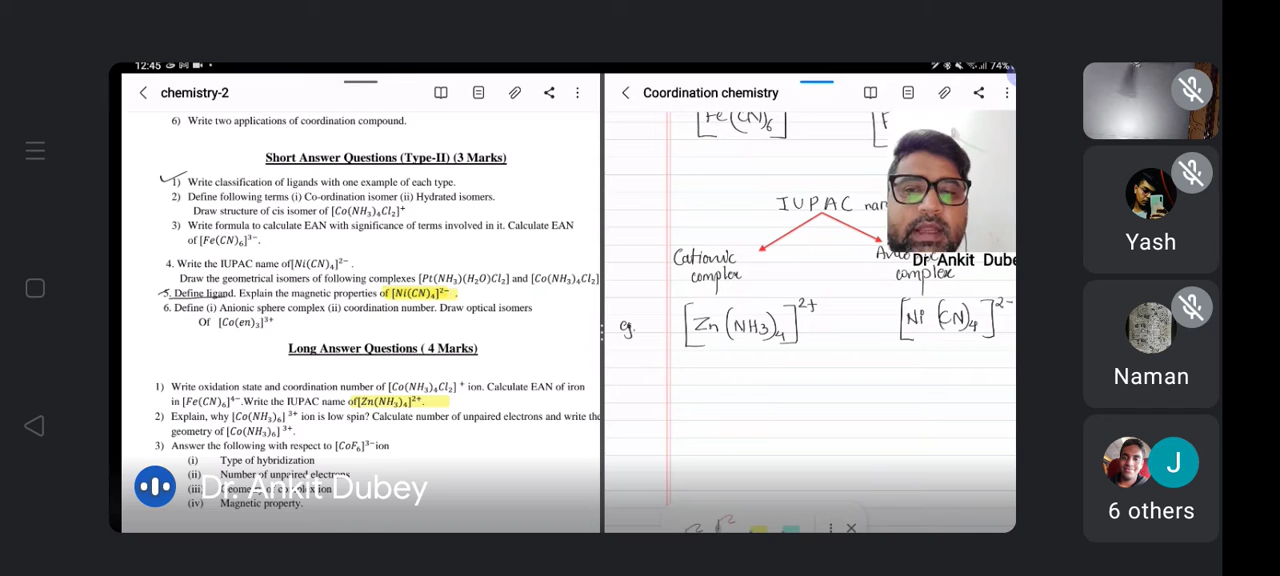 12:45
74%
chemistry-2
6) Write two applications of coordination compound.
Short Answer Questions (Type-II) (3 Marks)
1) Write classification of ligands with one example of each type.
2) Define following terms (i) Co-ordination isomer (ii) Hydrated isomers.
Draw structure of cis isomer of [Co(NH₃)₄Cl₂]⁺
3) Write formula to calculate EAN with significance of terms involved in it. Calculate EAN
of [Fe(CN)₆]³⁻.
4. Write the IUPAC name of[Ni(CN)₄]²⁻.
Draw the geometrical isomers of following complexes [Pt(NH₃)(H₂O)Cl₂] and [Co(NH₃)₄Cl₂]
5. Define ligand. Explain the magnetic properties of [Ni(CN)₄]²⁻.
6. Define (i) Anionic sphere complex (ii) coordination number. Draw optical isomers
Of [Co(en)₃]³⁺
Long Answer Questions ( 4 Marks)
1) Write oxidation state and coordination number of [Co(NH₃)₄Cl₂]⁺ ion. Calculate EAN of iron
in [Fe(CN)₆]⁴⁻.Write the IUPAC name of[Zn(NH₃)₄]²⁺.
2) Explain, why [Co(NH₃)₆]³⁺ ion is low spin? Calculate number of unpaired electrons and write the
geometry of [Co(NH₃)₆]³⁺.
3) Answer the following with respect to [CoF₆]³⁻ion
(i) Type of hybridization
(ii) Number of unpaired electrons
(iii) ion
(iv) Magnetic property.
Dr. Ankit Dubey
Coordination chemistry
[Fe(CN)₆]
IUPAC
Cationic
complex
complex
Dr. Ankit Dube
eg. [Zn(NH3)₄]²⁺ [Ni(CN)₄]²⁻
Yash
Naman
J
6 others